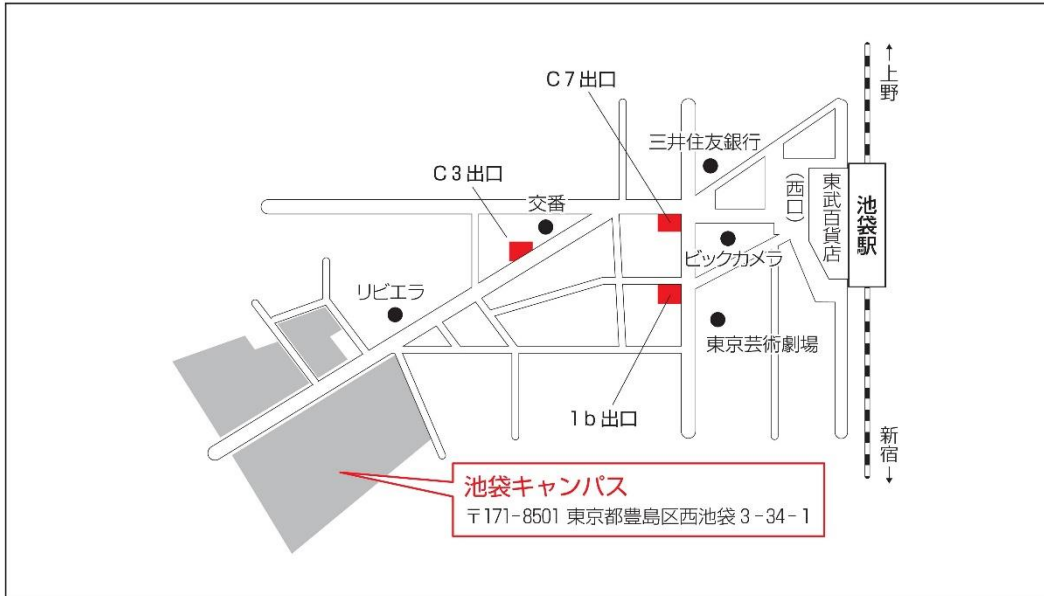 ↑上野
C7出口
三井住友銀行
C3出口
交番
(西口)
東武百貨店
池袋駅
ビックカメラ
リビエラ
東京芸術劇場
1b出口
新宿↓
池袋キャンパス
〒171-8501 東京都豊島区西池袋3-34-1